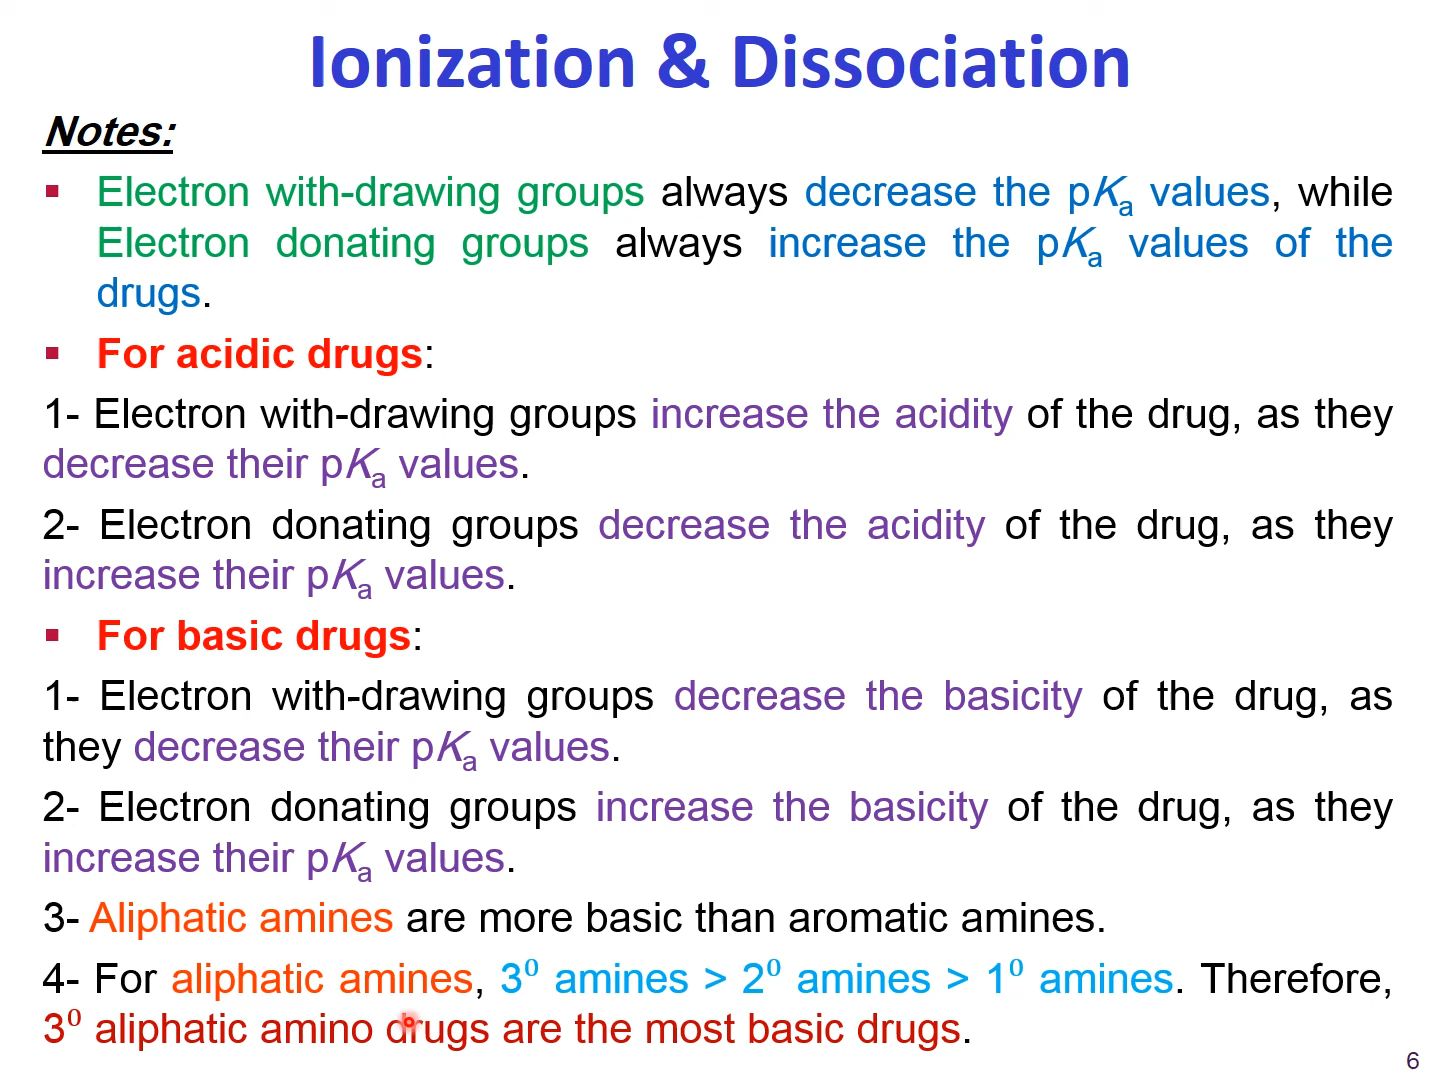 Ionization & Dissociation
Notes:
▪ Electron with-drawing groups always decrease the pKa values, while
Electron donating groups always increase the pKa values of the
drugs.
▪ For acidic drugs:
1- Electron with-drawing groups increase the acidity of the drug, as they
decrease their pKa values.
2- Electron donating groups decrease the acidity of the drug, as they
increase their pKa values.
▪ For basic drugs:
1- Electron with-drawing groups decrease the basicity of the drug, as
they decrease their pKa values.
2- Electron donating groups increase the basicity of the drug, as they
increase their pKa values.
3- Aliphatic amines are more basic than aromatic amines.
4- For aliphatic amines, 3⁰ amines > 2⁰ amines > 1⁰ amines. Therefore,
3⁰ aliphatic amino drugs are the most basic drugs.
6